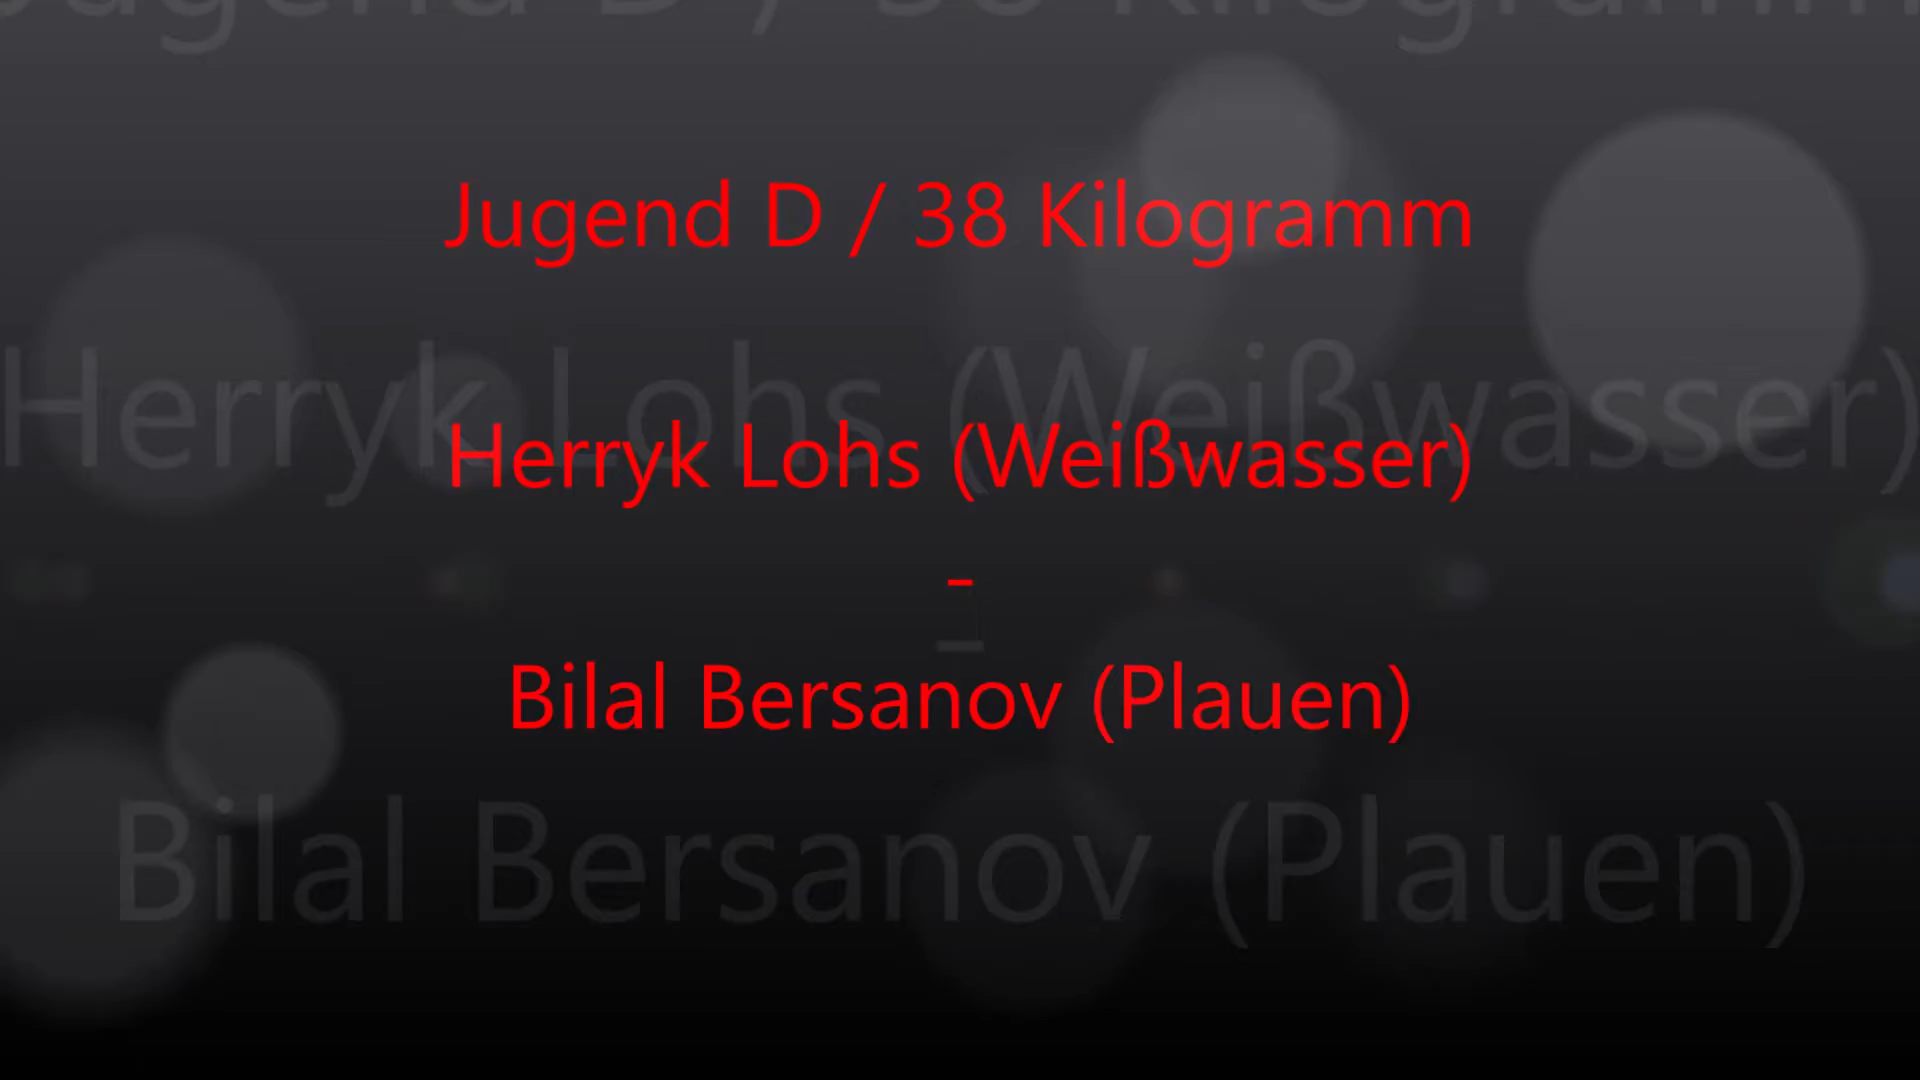 Jugend D / 38 Kilogramm
Herryk Lohs (Weißwasser)
-
Bilal Bersanov (Plauen)